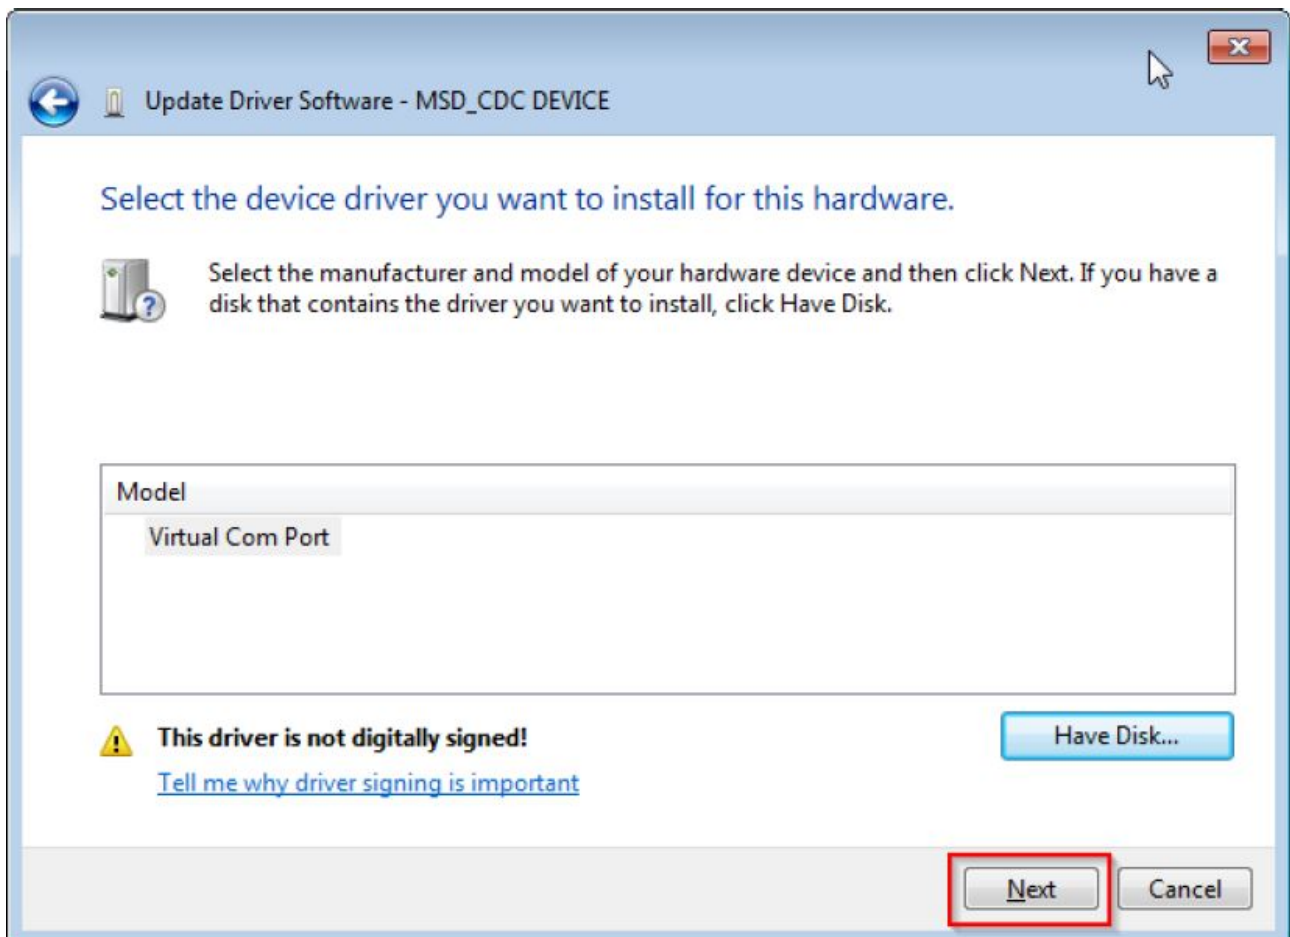 Update Driver Software - MSD_CDC DEVICE
Select the device driver you want to install for this hardware.
Select the manufacturer and model of your hardware device and then click Next. If you have a
disk that contains the driver you want to install, click Have Disk.
Model
Virtual Com Port
This driver is not digitally signed!
Have Disk...
Tell me why driver signing is important
Next
Cancel